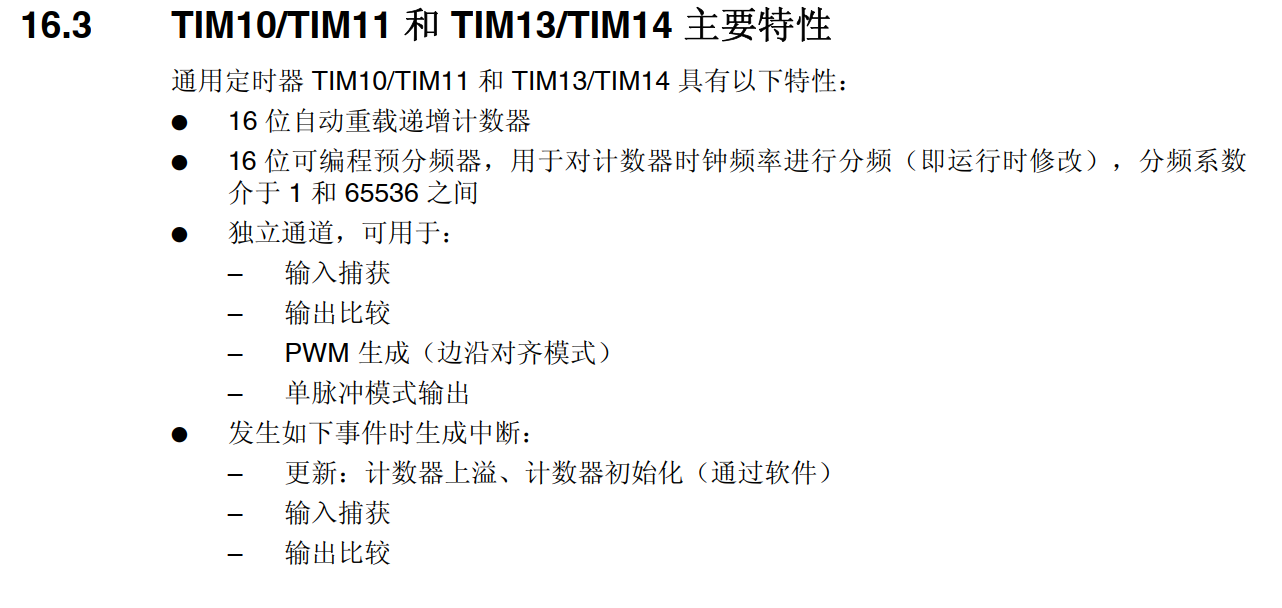 16.3 TIM10/TIM11 和 TIM13/TIM14 主要特性
通用定时器 TIM10/TIM11 和 TIM13/TIM14 具有以下特性：
● 16 位自动重载递增计数器
● 16 位可编程预分频器，用于对计数器时钟频率进行分频（即运行时修改），分频系数
介于 1 和 65536 之间
● 独立通道，可用于：
– 输入捕获
– 输出比较
– PWM 生成（边沿对齐模式）
– 单脉冲模式输出
● 发生如下事件时生成中断：
– 更新：计数器上溢、计数器初始化（通过软件）
– 输入捕获
– 输出比较